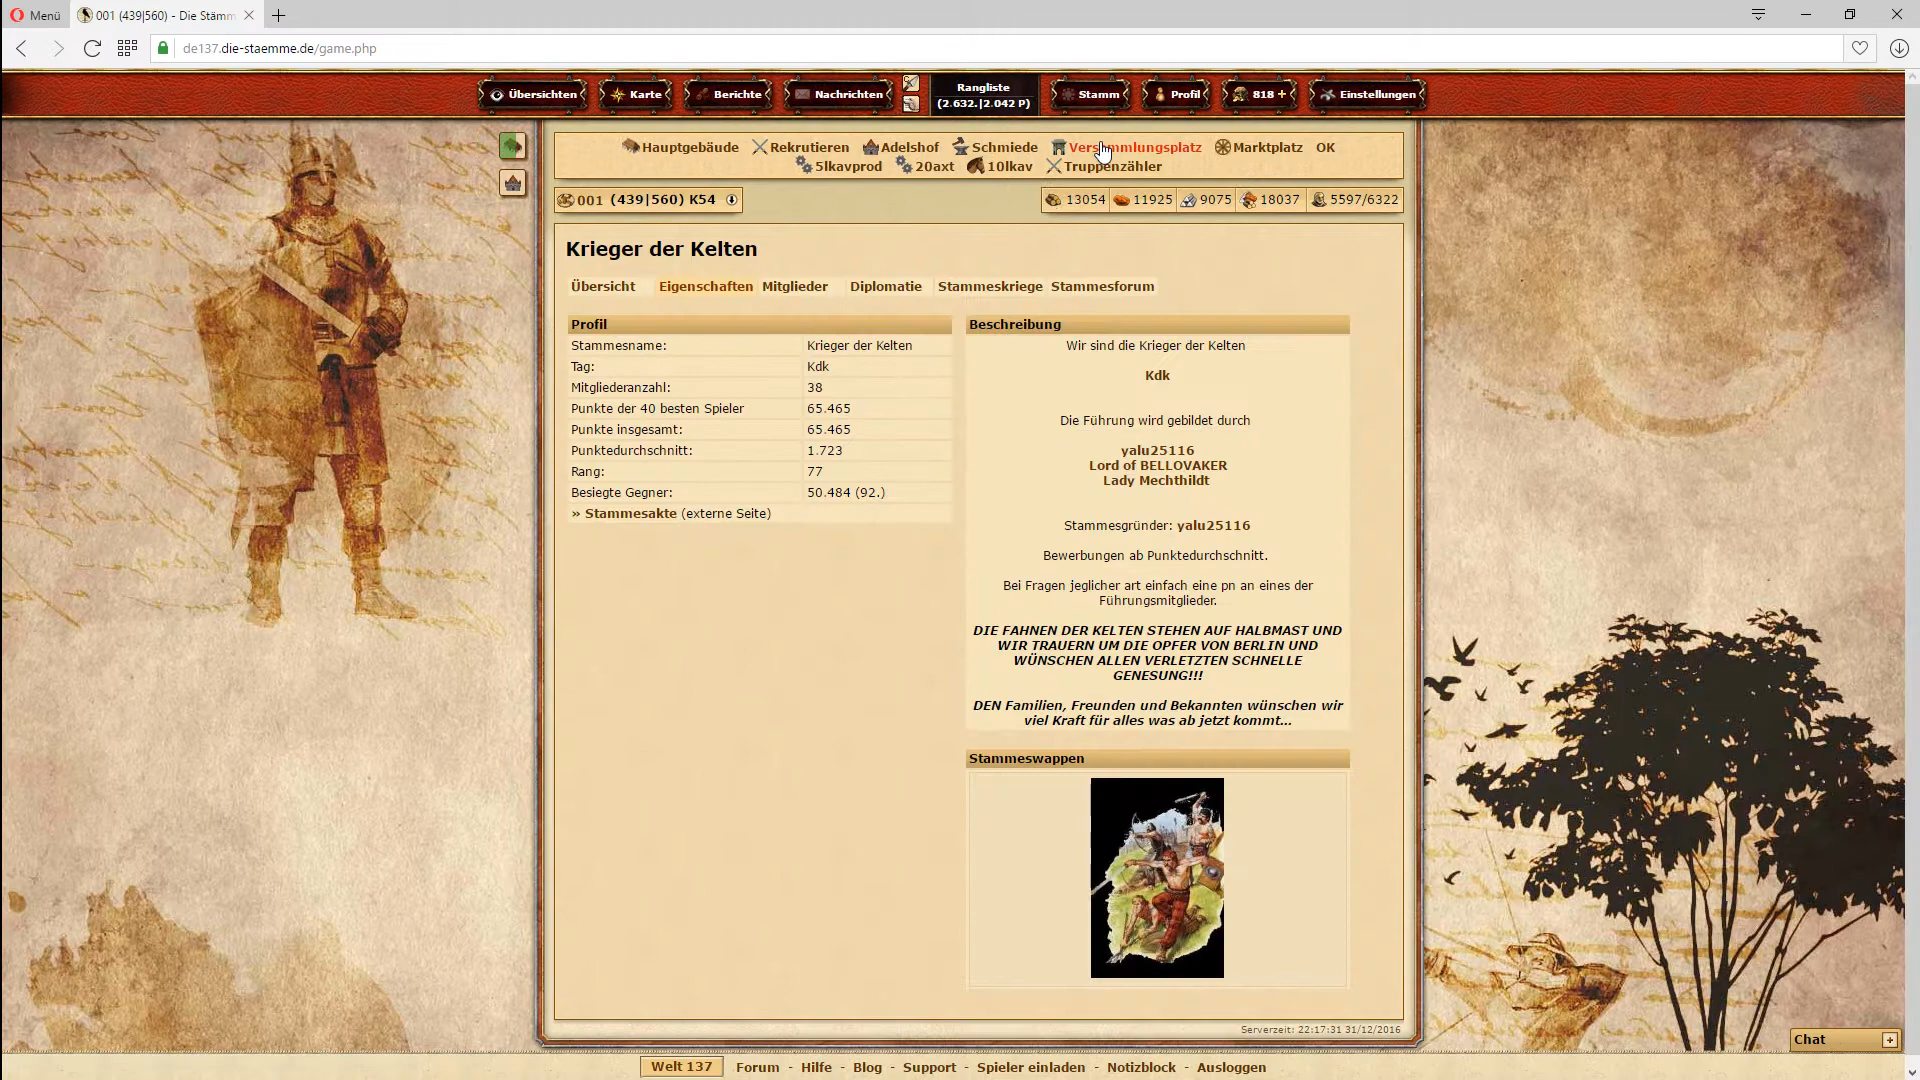 Menü
001 (439|560) - Die Stämm
de137.die-staemme.de/game.php
Übersichten
Karte
Berichte
Nachrichten
Rangliste
(2.632.|2.042 P)
Stamm
Profil
818 +
Einstellungen
Hauptgebäude Rekrutieren Adelshof Schmiede Versammlungsplatz Marktplatz OK
5lkavprod 20axt 10lkav Truppenzähler
001 (439|560) K54
13054 11925 9075 18037 5597/6322
Krieger der Kelten
Übersicht Eigenschaften Mitglieder Diplomatie Stammeskriege Stammesforum
Profil
Stammesname: Krieger der Kelten
Tag: Kdk
Mitgliederanzahl: 38
Punkte der 40 besten Spieler 65.465
Punkte insgesamt: 65.465
Punktedurchschnitt: 1.723
Rang: 77
Besiegte Gegner: 50.484 (92.)
» Stammesakte (externe Seite)
Beschreibung
Wir sind die Krieger der Kelten
Kdk
Die Führung wird gebildet durch
yalu25116
Lord of BELLOVAKER
Lady Mechthildt
Stammesgründer: yalu25116
Bewerbungen ab Punktedurchschnitt.
Bei Fragen jeglicher art einfach eine pn an eines der
Führungsmitglieder.
DIE FAHNEN DER KELTEN STEHEN AUF HALBMAST UND
WIR TRAUERN UM DIE OPFER VON BERLIN UND
WÜNSCHEN ALLEN VERLETZTEN SCHNELLE
GENESUNG!!!
DEN Familien, Freunden und Bekannten wünschen wir
viel Kraft für alles was ab jetzt kommt...
Stammeswappen
Serverzeit: 22:17:31 31/12/2016
Chat
Welt 137 Forum - Hilfe - Blog - Support - Spieler einladen - Notizblock - Ausloggen